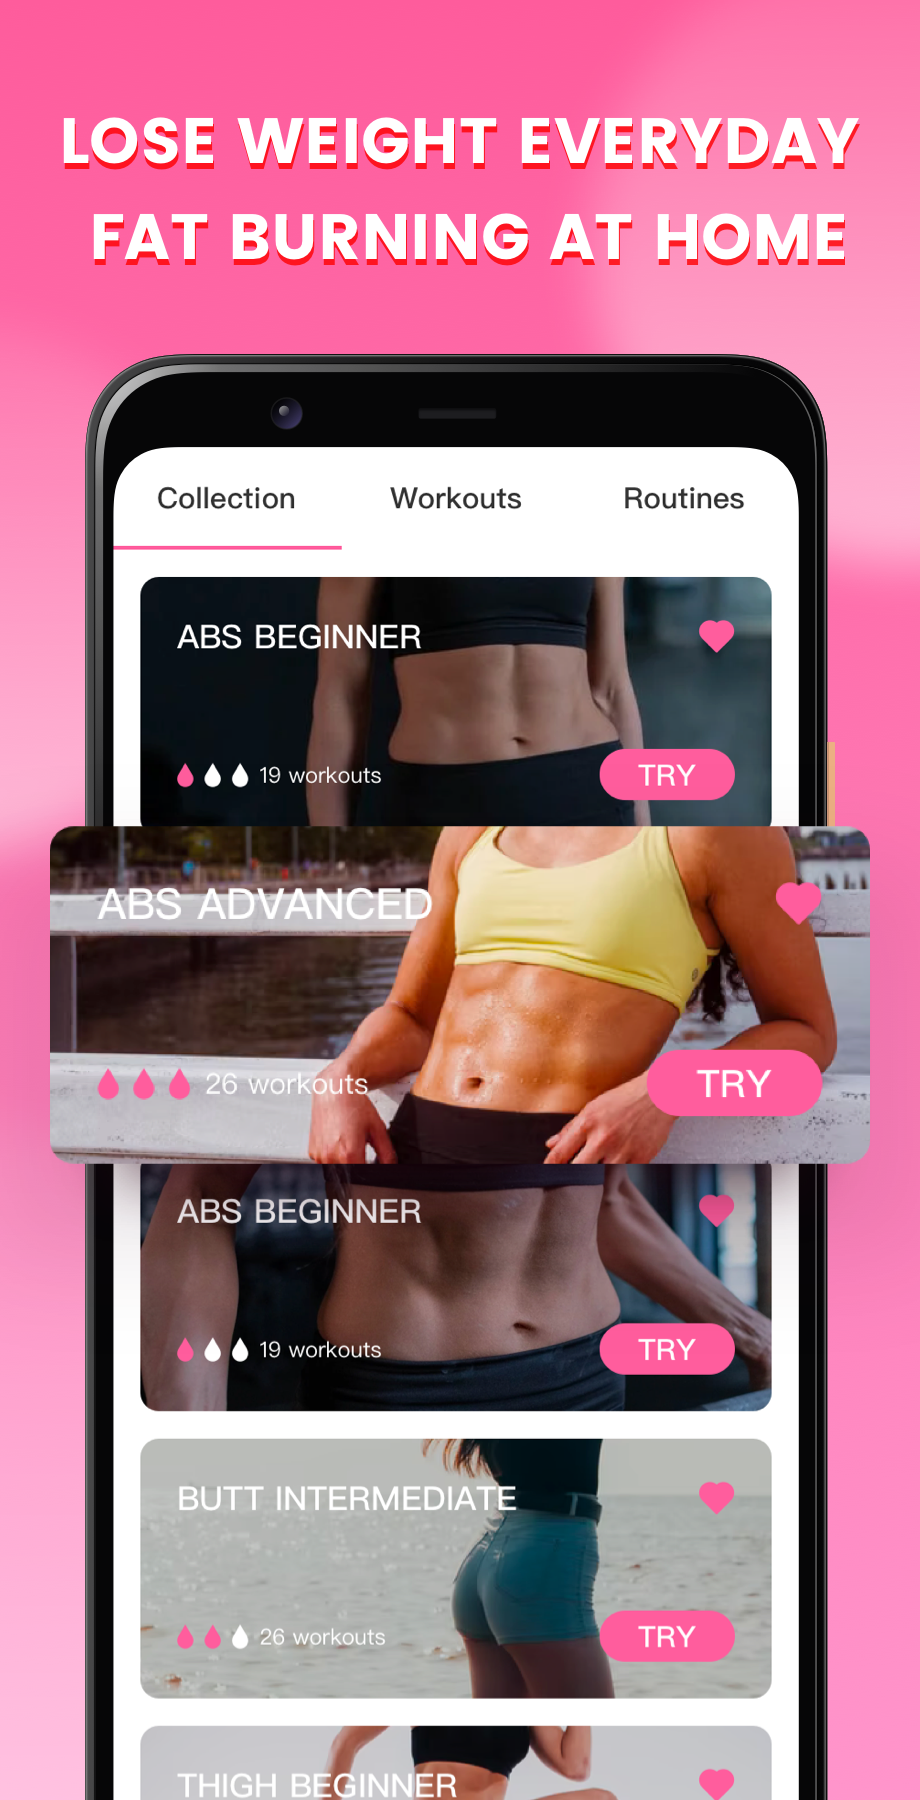 LOSE WEIGHT EVERYDAY
FAT BURNING AT HOME
Collection Workouts Routines
ABS BEGINNER
19 workouts TRY
ABS ADVANCED
26 workouts TRY
ABS BEGINNER
19 workouts TRY
BUTT INTERMEDIATE
26 workouts TRY
THIGH BEGINNER